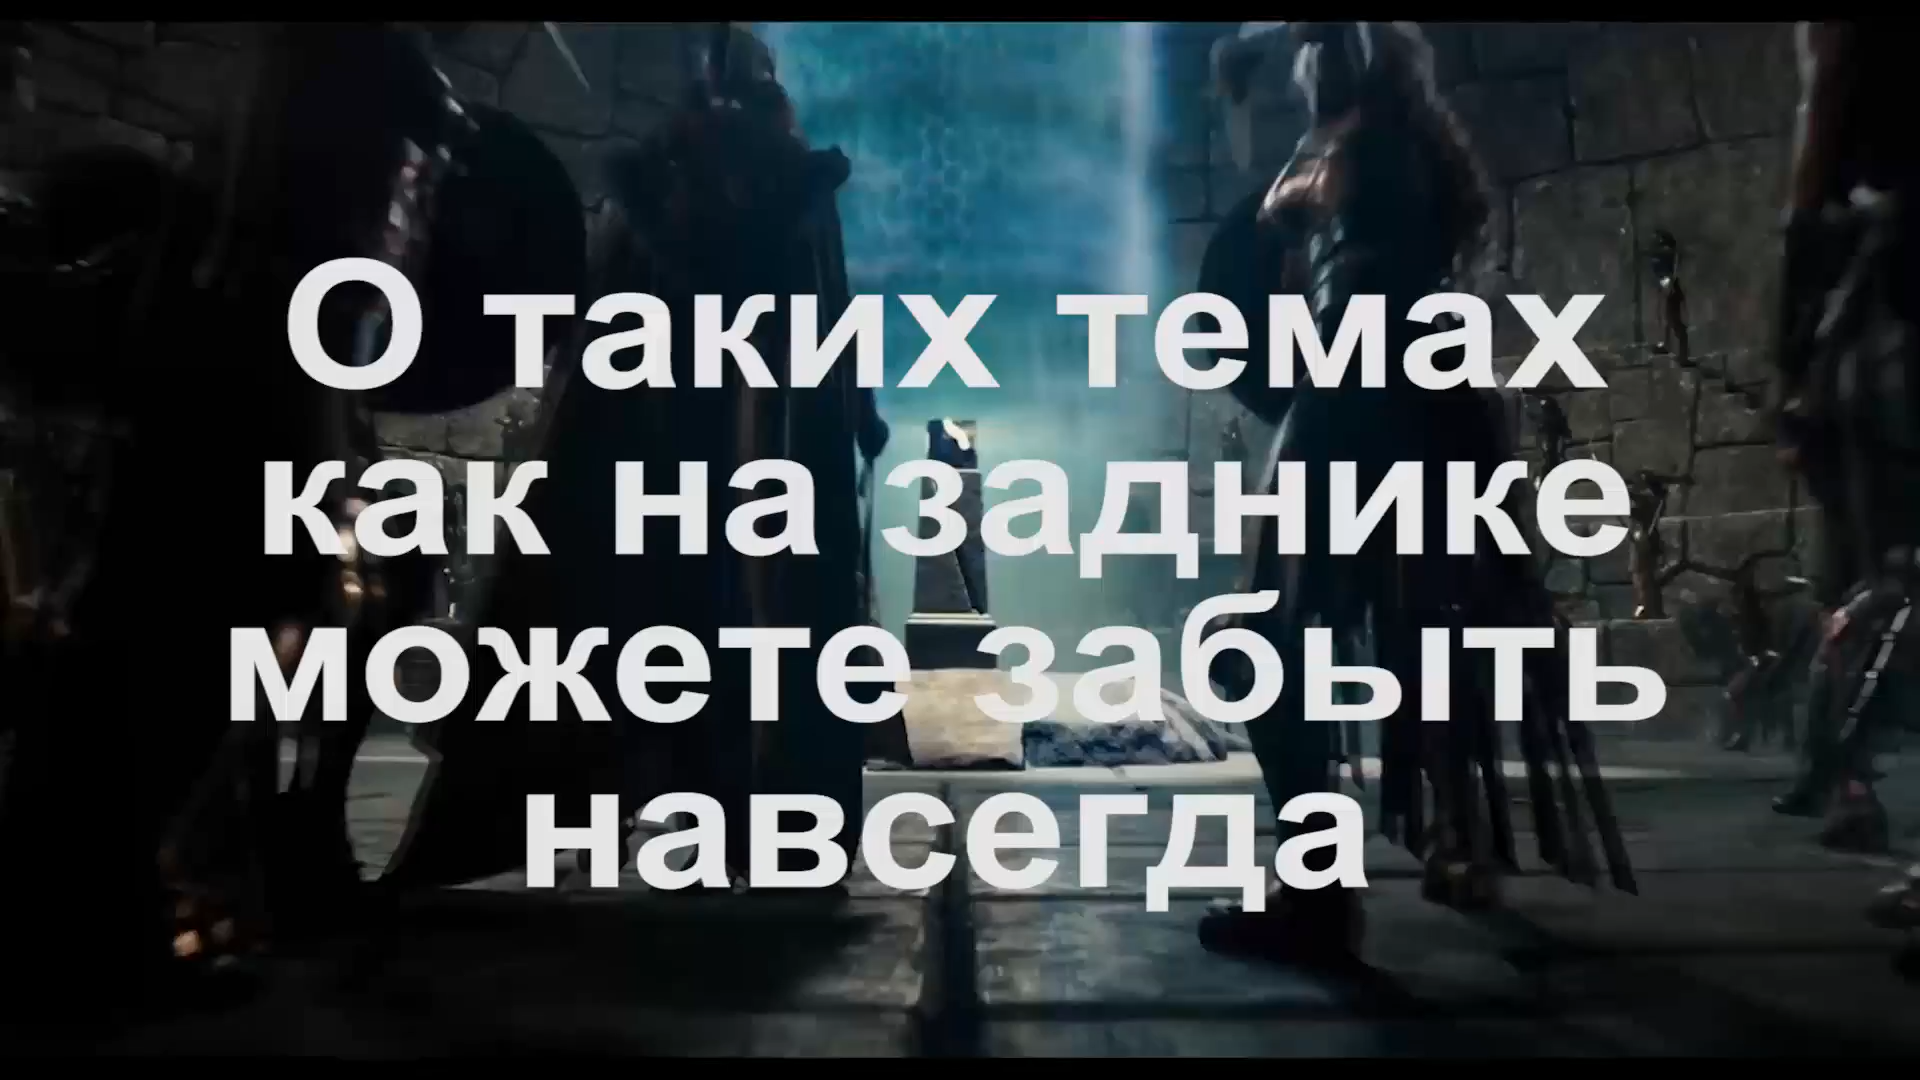 О таких темах
как на заднике
можете забыть
навсегда